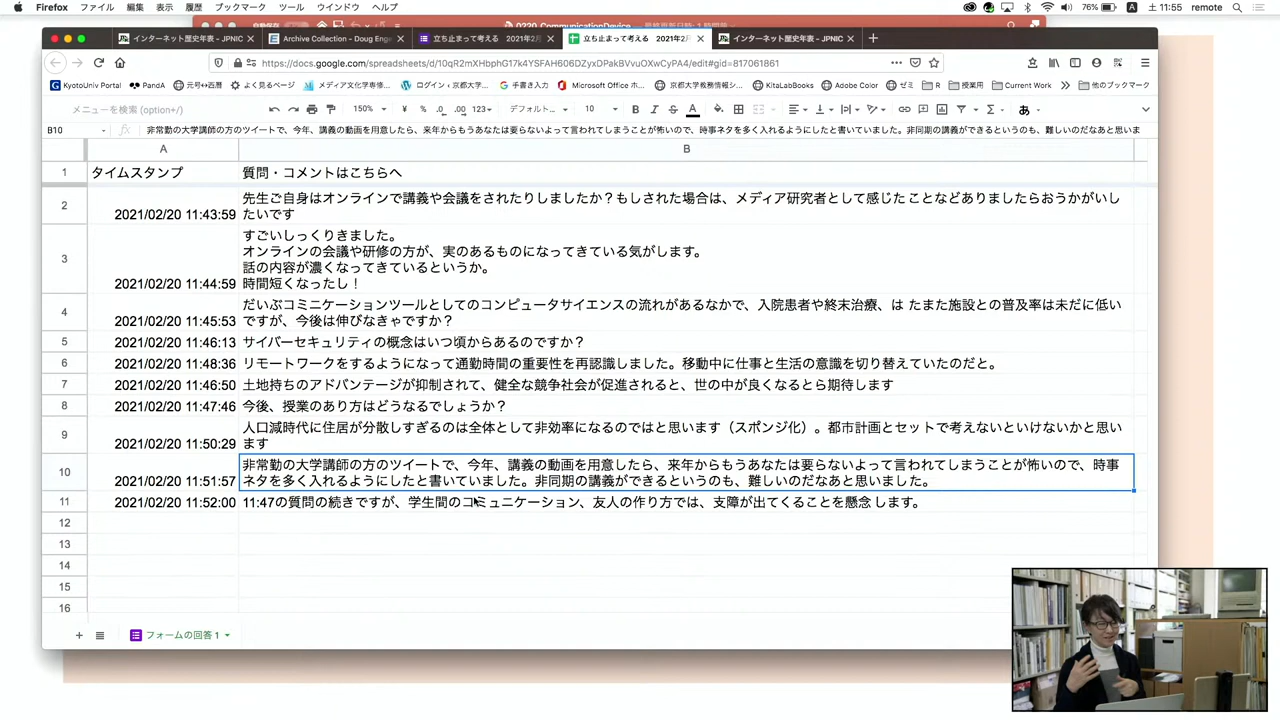 Firefox ファイル 編集 表示 履歴 ブックマーク ツール ウインドウ ヘルプ 76% A 土 11:55 remote
0220_CommunicationDevice
インターネット歴史年表 - JPNIC Archive Collection - Doug Eng 立ち止まって考える 2021年2月 立ち止まって考える 2021年2月 インターネット歴史年表 - JPNIC
https://docs.google.com/spreadsheets/d/10qR2mXHbphG17k4YSFAH606DZyxDPakBVvuOXwCyPA4/edit#gid=817061861
KyotoUniv Portal PandA 元号↔西暦 よく見るページ メディア文化学専修... ログイン ‹ 京都大学... 手書き入力 Microsoft Office ホ... 京都大学教務情報シ... ゼミ KitaLabBooks Adobe Color R 授業用 Current Work 他のブックマーク
メニューを検索 (option+/) 150% ¥ % .0 .00 123 デフォルト... 10 B I S A あ
B10 fx 非常勤の大学講師の方のツイートで、今年、講義の動画を用意したら、来年からもうあなたは要らないよって言われてしまうことが怖いので、時事ネタを多く入れるようにしたと書いていました。非同期の講義ができるというのも、難しいのだなあと思いま
A B
1 タイムスタンプ 質問・コメントはこちらへ
2 2021/02/20 11:43:59 先生ご自身はオンラインで講義や会議をされたりしましたか？もしされた場合は、メディア研究者として感じたことなどありましたらおうかがいし
たいです
すごいしっくりきました。
オンラインの会議や研修の方が、実のあるものになってきている気がします。
3 話の内容が濃くなってきているというか。
2021/02/20 11:44:59 時間短くなったし！
4 だいぶコミニケーションツールとしてのコンピュータサイエンスの流れがあるなかで、入院患者や終末治療、は たまた施設との普及率は未だに低い
2021/02/20 11:45:53 ですが、今後は伸びなきゃですか？
5 2021/02/20 11:46:13 サイバーセキュリティの概念はいつ頃からあるのですか？
6 2021/02/20 11:48:36 リモートワークをするようになって通勤時間の重要性を再認識しました。移動中に仕事と生活の意識を切り替えていたのだと。
7 2021/02/20 11:46:50 土地持ちのアドバンテージが抑制されて、健全な競争社会が促進されると、世の中が良くなるとら期待します
8 2021/02/20 11:47:46 今後、授業のあり方はどうなるでしょうか？
9 人口減時代に住居が分散しすぎるのは全体として非効率になるのではと思います（スポンジ化）。都市計画とセットで考えないといけないかと思い
2021/02/20 11:50:29 ます
10 非常勤の大学講師の方のツイートで、今年、講義の動画を用意したら、来年からもうあなたは要らないよって言われてしまうことが怖いので、時事
2021/02/20 11:51:57 ネタを多く入れるようにしたと書いていました。非同期の講義ができるというのも、難しいのだなあと思いました。
11 2021/02/20 11:52:00 11:47の質問の続きですが、学生間のコミュニケーション、友人の作り方では、支障が出てくることを懸念 します。
12
13
14
15
16
フォームの回答 1